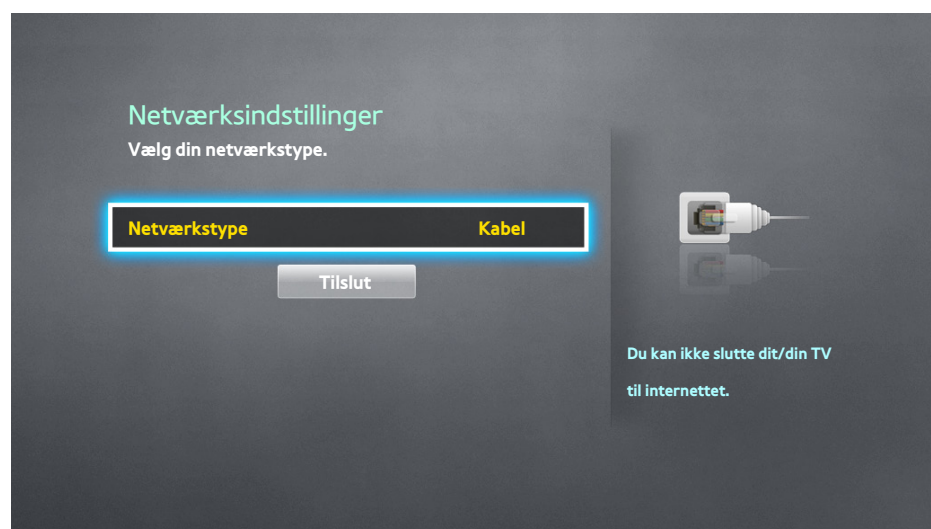 Netværksindstillinger
Vælg din netværkstype.
Netværkstype Kabel
Tilslut
Du kan ikke slutte dit/din TV
til internettet.